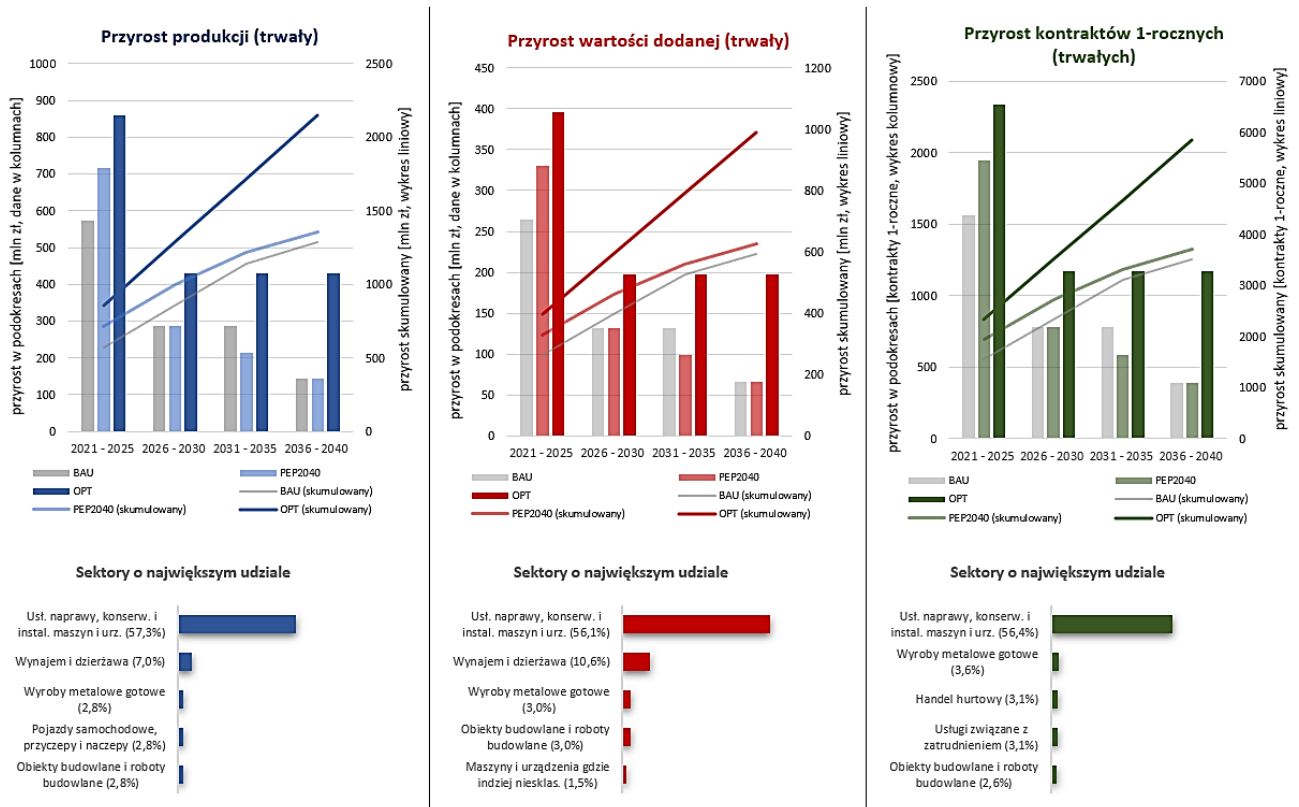 Przyrost produkcji (trwały)
przyrost w podokresach [mln zł, dane w kolumnach]
1000
900
800
700
600
500
400
300
200
100
0
2500
2000
1500
1000
500
0
przyrost skumulowany [mln zł, wykres liniowy]
2021 - 2025 2026 - 2030 2031 - 2035 2036 - 2040
BAU PEP2040
OPT BAU (skumulowany)
PEP2040 (skumulowany) OPT (skumulowany)
Sektory o największym udziale
Usł. naprawy, konserw. i
instal. maszyn i urz. (57,3%)
Wynajem i dzierżawa (7,0%)
Wyroby metalowe gotowe
(2,8%)
Pojazdy samochodowe,
przyczepy i naczepy (2,8%)
Obiekty budowlane i roboty
budowlane (2,8%)
Przyrost wartości dodanej (trwały)
przyrost w podokresach [mln zł, dane w kolumnach]
450
400
350
300
250
200
150
100
50
0
1200
1000
800
600
400
200
0
przyrost skumulowany [mln zł, wykres liniowy]
2021 - 2025 2026 - 2030 2031 - 2035 2036 - 2040
BAU PEP2040
OPT BAU (skumulowany)
PEP2040 (skumulowany) OPT (skumulowany)
Sektory o największym udziale
Usł. naprawy, konserw. i
instal. maszyn i urz. (56,1%)
Wynajem i dzierżawa (10,6%)
Wyroby metalowe gotowe
(3,0%)
Obiekty budowlane i roboty
budowlane (3,0%)
Maszyny i urządzenia gdzie
indziej niesklas. (1,5%)
Przyrost kontraktów 1-rocznych
(trwałych)
przyrost w podokresach [kontrakty 1-roczne, wykres kolumnowy]
2500
2000
1500
1000
500
0
7000
6000
5000
4000
3000
2000
1000
0
przyrost skumulowany [kontrakty 1-roczne, wykres liniowy]
2021 - 2025 2026 - 2030 2031 - 2035 2036 - 2040
BAU PEP2040
OPT BAU (skumulowany)
PEP2040 (skumulowany) OPT (skumulowany)
Sektory o największym udziale
Usł. naprawy, konserw. i
instal. maszyn i urz. (56,4%)
Wyroby metalowe gotowe
(3,6%)
Handel hurtowy (3,1%)
Usługi związane z
zatrudnieniem (3,1%)
Obiekty budowlane i roboty
budowlane (2,6%)